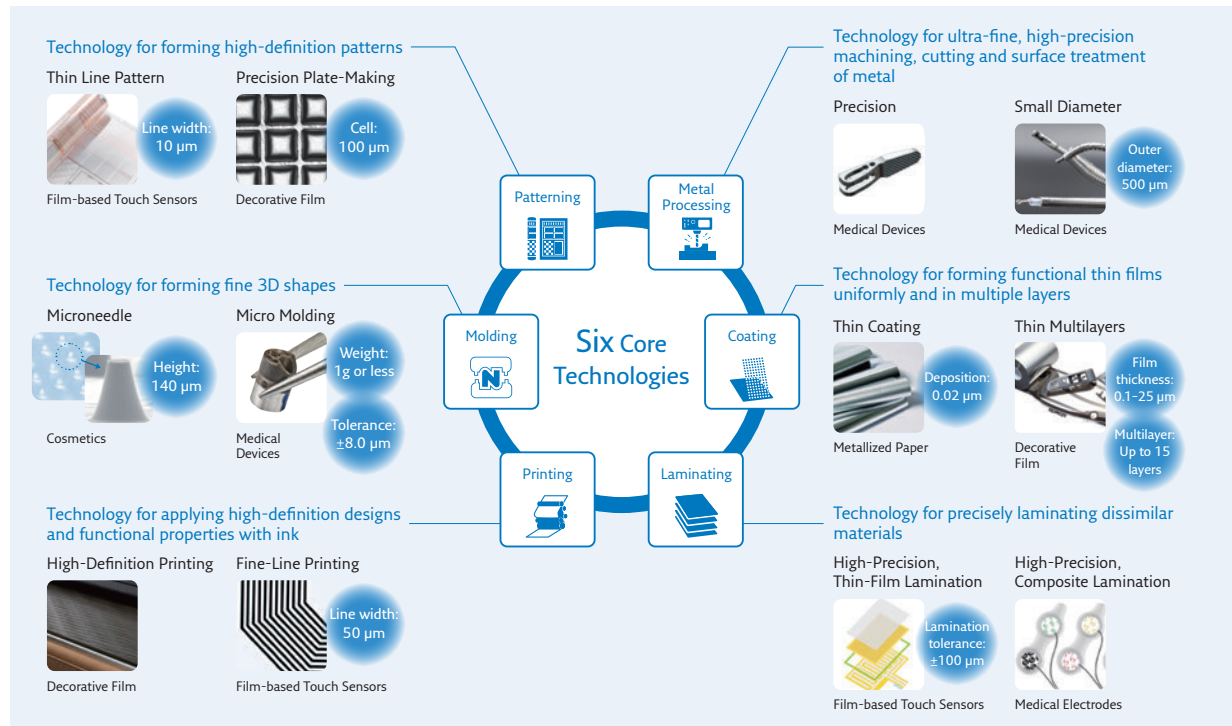 Technology for forming high-definition patterns
Thin Line Pattern
Line width:
10 µm
Film-based Touch Sensors
Precision Plate-Making
Cell:
100 µm
Decorative Film
Technology for forming fine 3D shapes
Microneedle
Height:
140 µm
Cosmetics
Micro Molding
Weight:
1g or less
Tolerance:
±8.0 µm
Medical
Devices
Technology for applying high-definition designs
and functional properties with ink
High-Definition Printing
Decorative Film
Fine-Line Printing
Line width:
50 µm
Film-based Touch Sensors
Patterning
Metal
Processing
Molding
N
Six Core
Technologies
Coating
Printing
Laminating
Technology for ultra-fine, high-precision
machining, cutting and surface treatment
of metal
Precision
Medical Devices
Small Diameter
Outer
diameter:
500 µm
Medical Devices
Technology for forming functional thin films
uniformly and in multiple layers
Thin Coating
Deposition:
0.02 µm
Metallized Paper
Thin Multilayers
Film
thickness:
0.1–25 µm
Multilayer:
Up to 15
layers
Decorative
Film
Technology for precisely laminating dissimilar
materials
High-Precision,
Thin-Film Lamination
Lamination
tolerance:
±100 µm
Film-based Touch Sensors
High-Precision,
Composite Lamination
Medical Electrodes